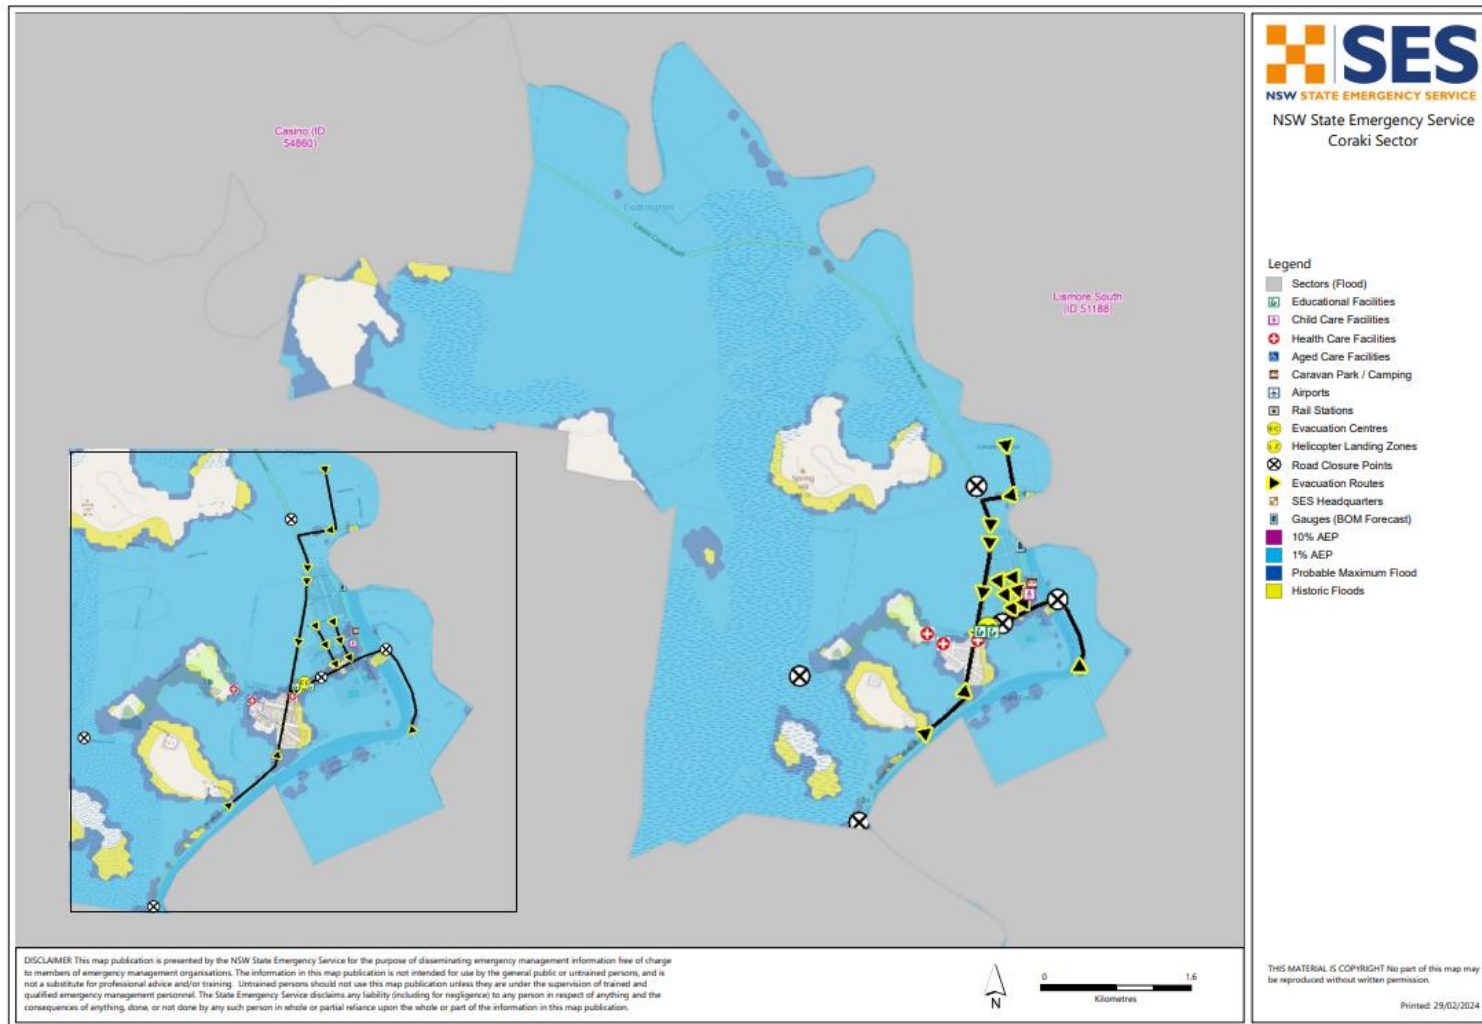 SES
NSW STATE EMERGENCY SERVICE
NSW State Emergency Service
Coraki Sector
Casino (ID
54860)
Codrington
Casino Coraki Road
Lismore South
(ID 51188)
Casino Coraki Road
Spring
Hill
Legend
Sectors (Flood)
Educational Facilities
Child Care Facilities
Health Care Facilities
Aged Care Facilities
Caravan Park / Camping
Airports
Rail Stations
EC Evacuation Centres
LZ Helicopter Landing Zones
Road Closure Points
Evacuation Routes
SES Headquarters
Gauges (BOM Forecast)
10% AEP
1% AEP
Probable Maximum Flood
Historic Floods
EC
DISCLAIMER This map publication is presented by the NSW State Emergency Service for the purpose of disseminating emergency management information free of charge
to members of emergency management organisations. The information in this map publication is not intended for use by the general public or untrained persons, and is
not a substitute for professional advice and/or training. Untrained persons should not use this map publication unless they are under the supervision of trained and
qualified emergency management personnel. The State Emergency Service disclaims any liability (including for negligence) to any person in respect of anything and the
consequences of anything, done, or not done by any such person in whole or partial reliance upon the whole or part of the information in this map publication.
N
0 1.6
Kilometres
THIS MATERIAL IS COPYRIGHT No part of this map may
be reproduced without written permission.
Printed: 29/02/2024